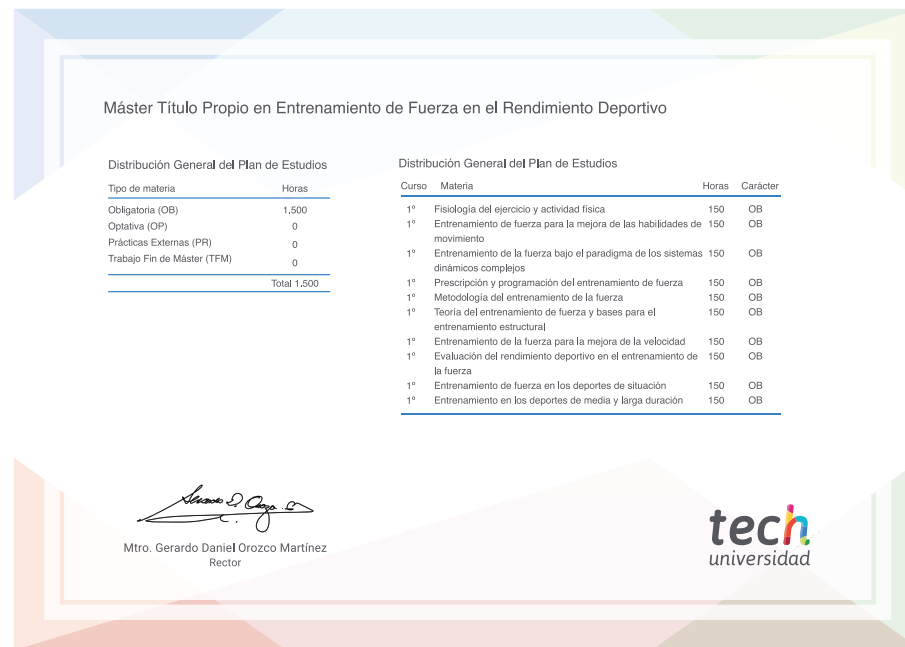 Máster Título Propio en Entrenamiento de Fuerza en el Rendimiento Deportivo
Distribución General del Plan de Estudios
Tipo de materia Horas
Obligatoria (OB) 1,500
Optativa (OP) 0
Prácticas Externas (PR) 0
Trabajo Fin de Máster (TFM) 0
Total 1.500
Distribución General del Plan de Estudios
Curso Materia Horas Carácter
1º Fisiología del ejercicio y actividad física 150 OB
1º Entrenamiento de fuerza para la mejora de las habilidades de 150 OB
movimiento
1º Entrenamiento de la fuerza bajo el paradigma de los sistemas 150 OB
dinámicos complejos
1º Prescripción y programación del entrenamiento de fuerza 150 OB
1º Metodología del entrenamiento de la fuerza 150 OB
1º Teoría del entrenamiento de fuerza y bases para el 150 OB
entrenamiento estructural
1º Entrenamiento de la fuerza para la mejora de la velocidad 150 OB
1º Evaluación del rendimiento deportivo en el entrenamiento de 150 OB
la fuerza
1º Entrenamiento de fuerza en los deportes de situación 150 OB
1º Entrenamiento en los deportes de media y larga duración 150 OB
Mtro. Gerardo Daniel Orozco Martínez
Rector
tech
universidad